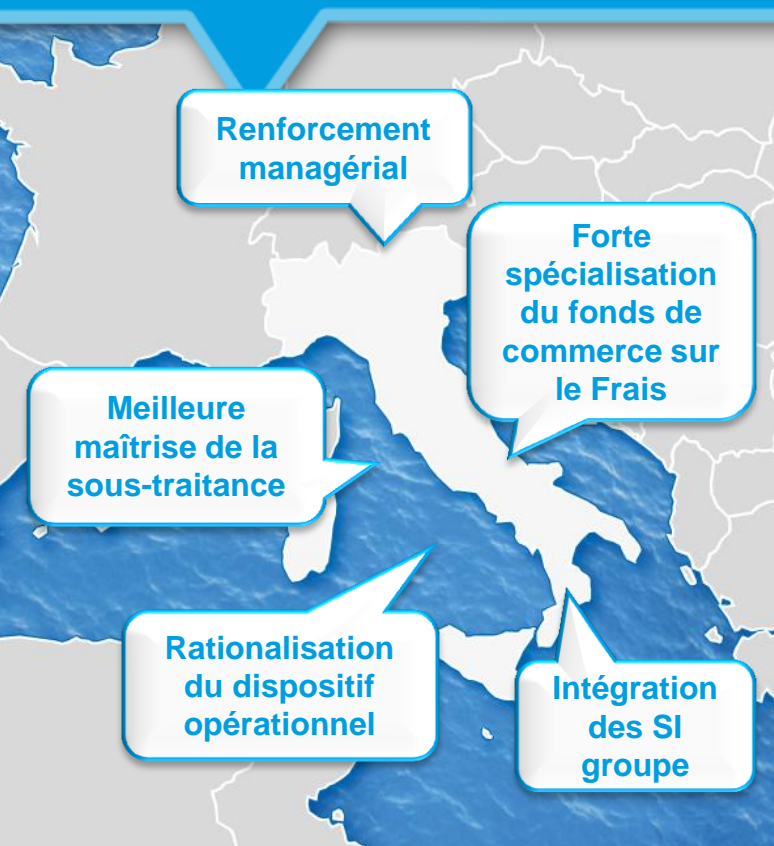 Renforcement
managérial
Forte
spécialisation
du fonds de
commerce sur
le Frais
Meilleure
maîtrise de la
sous-traitance
Rationalisation
du dispositif
opérationnel
Intégration
des SI
groupe